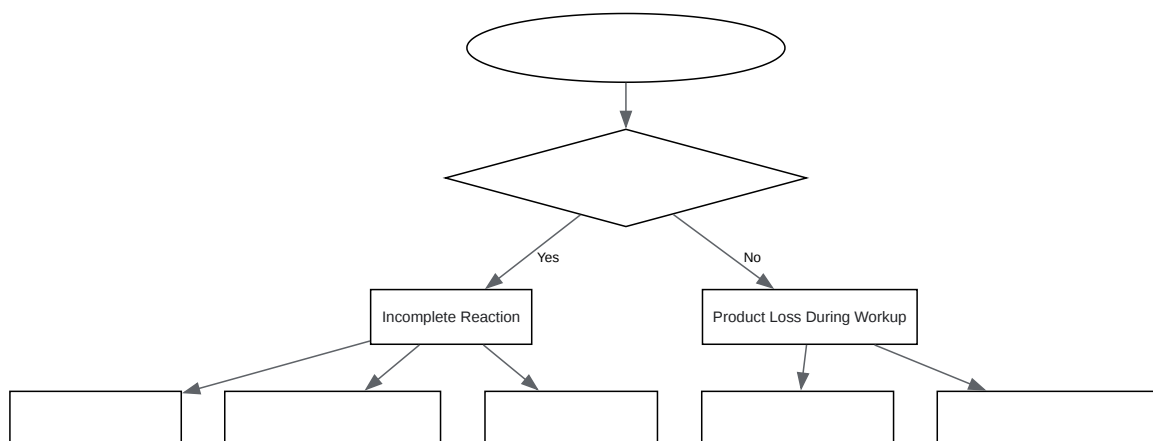 Yes
No
Incomplete Reaction
Product Loss During Workup